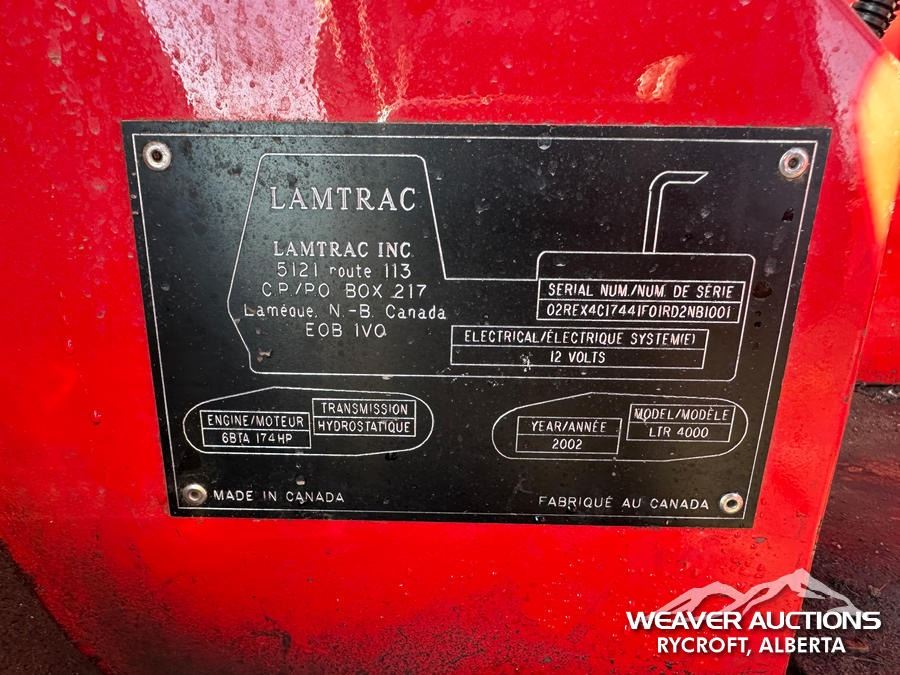 LAMTRAC
LAMTRAC INC
5121 route 113
C.P./P.O. BOX 217
Lamèque, N.-B. Canada
E0B 1V0
SERIAL NUM./NUM. DE SÉRIE
02REX4C17441F01RD2NB1001
ELECTRICAL/ÉLECTRIQUE SYSTEM(E)
12 VOLTS
ENGINE/MOTEUR
6BTA 174HP
TRANSMISSION
HYDROSTATIQUE
YEAR/ANNÉE
2002
MODEL/MODÈLE
LTR 4000
MADE IN CANADA
FABRIQUÉ AU CANADA
WEAVER AUCTIONS
RYCROFT, ALBERTA